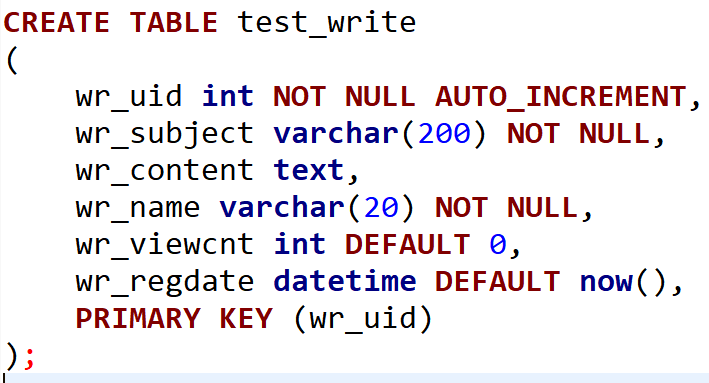 CREATE TABLE test_write
(
    wr_uid int NOT NULL AUTO_INCREMENT,
    wr_subject varchar(200) NOT NULL,
    wr_content text,
    wr_name varchar(20) NOT NULL,
    wr_viewcnt int DEFAULT 0,
    wr_regdate datetime DEFAULT now(),
    PRIMARY KEY (wr_uid)
);